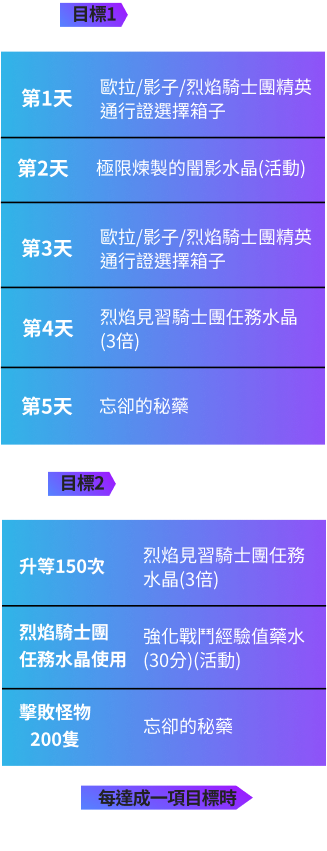 目標1
第1天
歐拉/影子/烈焰騎士團精英
通行證選擇箱子
第2天
極限煉製的闇影水晶(活動)
第3天
歐拉/影子/烈焰騎士團精英
通行證選擇箱子
第4天
烈焰見習騎士團任務水晶
(3倍)
第5天
忘卻的秘藥
目標2
升等150次
烈焰見習騎士團任務
水晶(3倍)
烈焰騎士團
任務水晶使用
強化戰鬥經驗值藥水
(30分)(活動)
擊敗怪物
200隻
忘卻的秘藥
每達成一項目標時